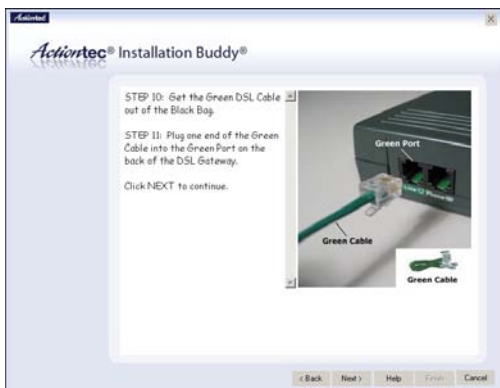 Actiontec
Actiontec® Installation Buddy®
STEP 10: Get the Green DSL Cable
out of the Black Bag.
STEP 11: Plug one end of the Green
Cable into the Green Port on the
back of the DSL Gateway.
Click NEXT to continue.
Green Port
Line
Phone
Green Cable
Green Cable
< Back
Next >
Help
Finish
Cancel